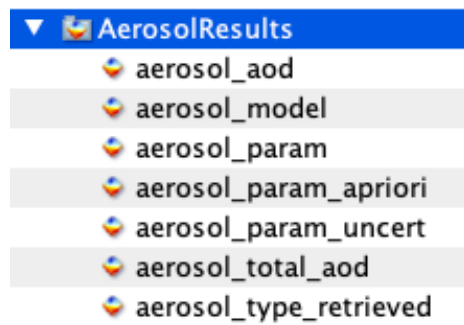 AerosolResults
aerosol_aod
aerosol_model
aerosol_param
aerosol_param_apriori
aerosol_param_uncert
aerosol_total_aod
aerosol_type_retrieved